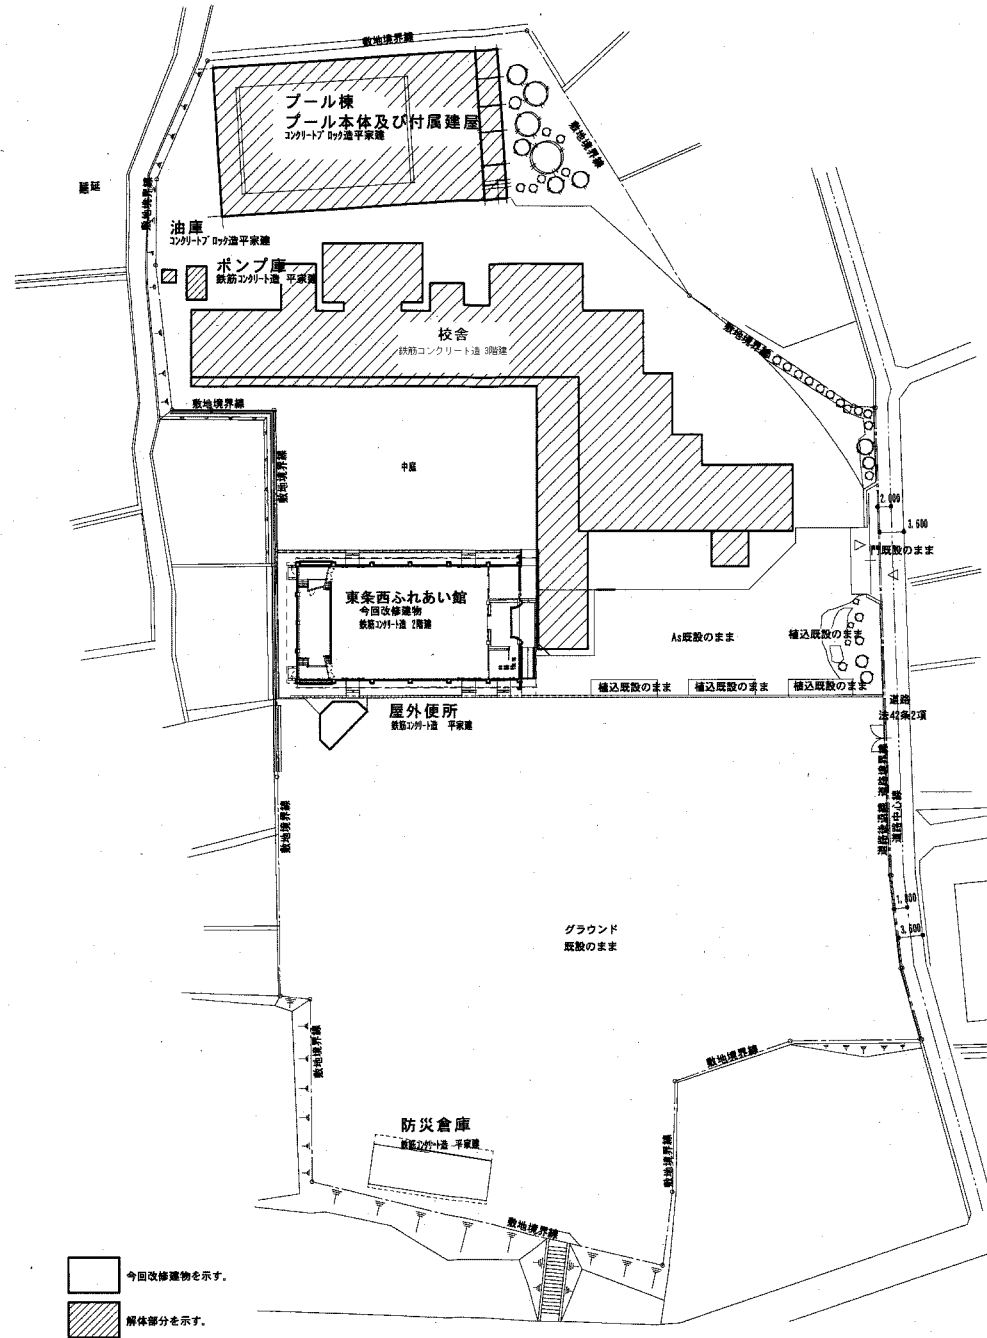 敷地境界線
プール棟
プール本体及び付属建屋
コンクリートブロック造平家建
敷地境界線
敷地境界線
油庫
コンクリートブロック造平家建
ポンプ庫
鉄筋コンクリート造 平家建
校舎
鉄筋コンクリート造 3階建
敷地境界線
敷地境界線
敷地境界線
中庭
2,000
3,600
門既設のまま
東条西ふれあい館
今回改修建物
鉄筋コンクリート造 2階建
As既設のまま
植込既設のまま
植込既設のまま
植込既設のまま
植込既設のまま
屋外便所
鉄筋コンクリート造 平家建
道路
法42条2項
道路境界線
道路後退線
道路中心線
敷地境界線
1,800
3,600
グラウンド
既設のまま
敷地境界線
敷地境界線
敷地境界線
防災倉庫
鉄筋コンクリート造 平家建
敷地境界線
今回改修建物を示す。
解体部分を示す。